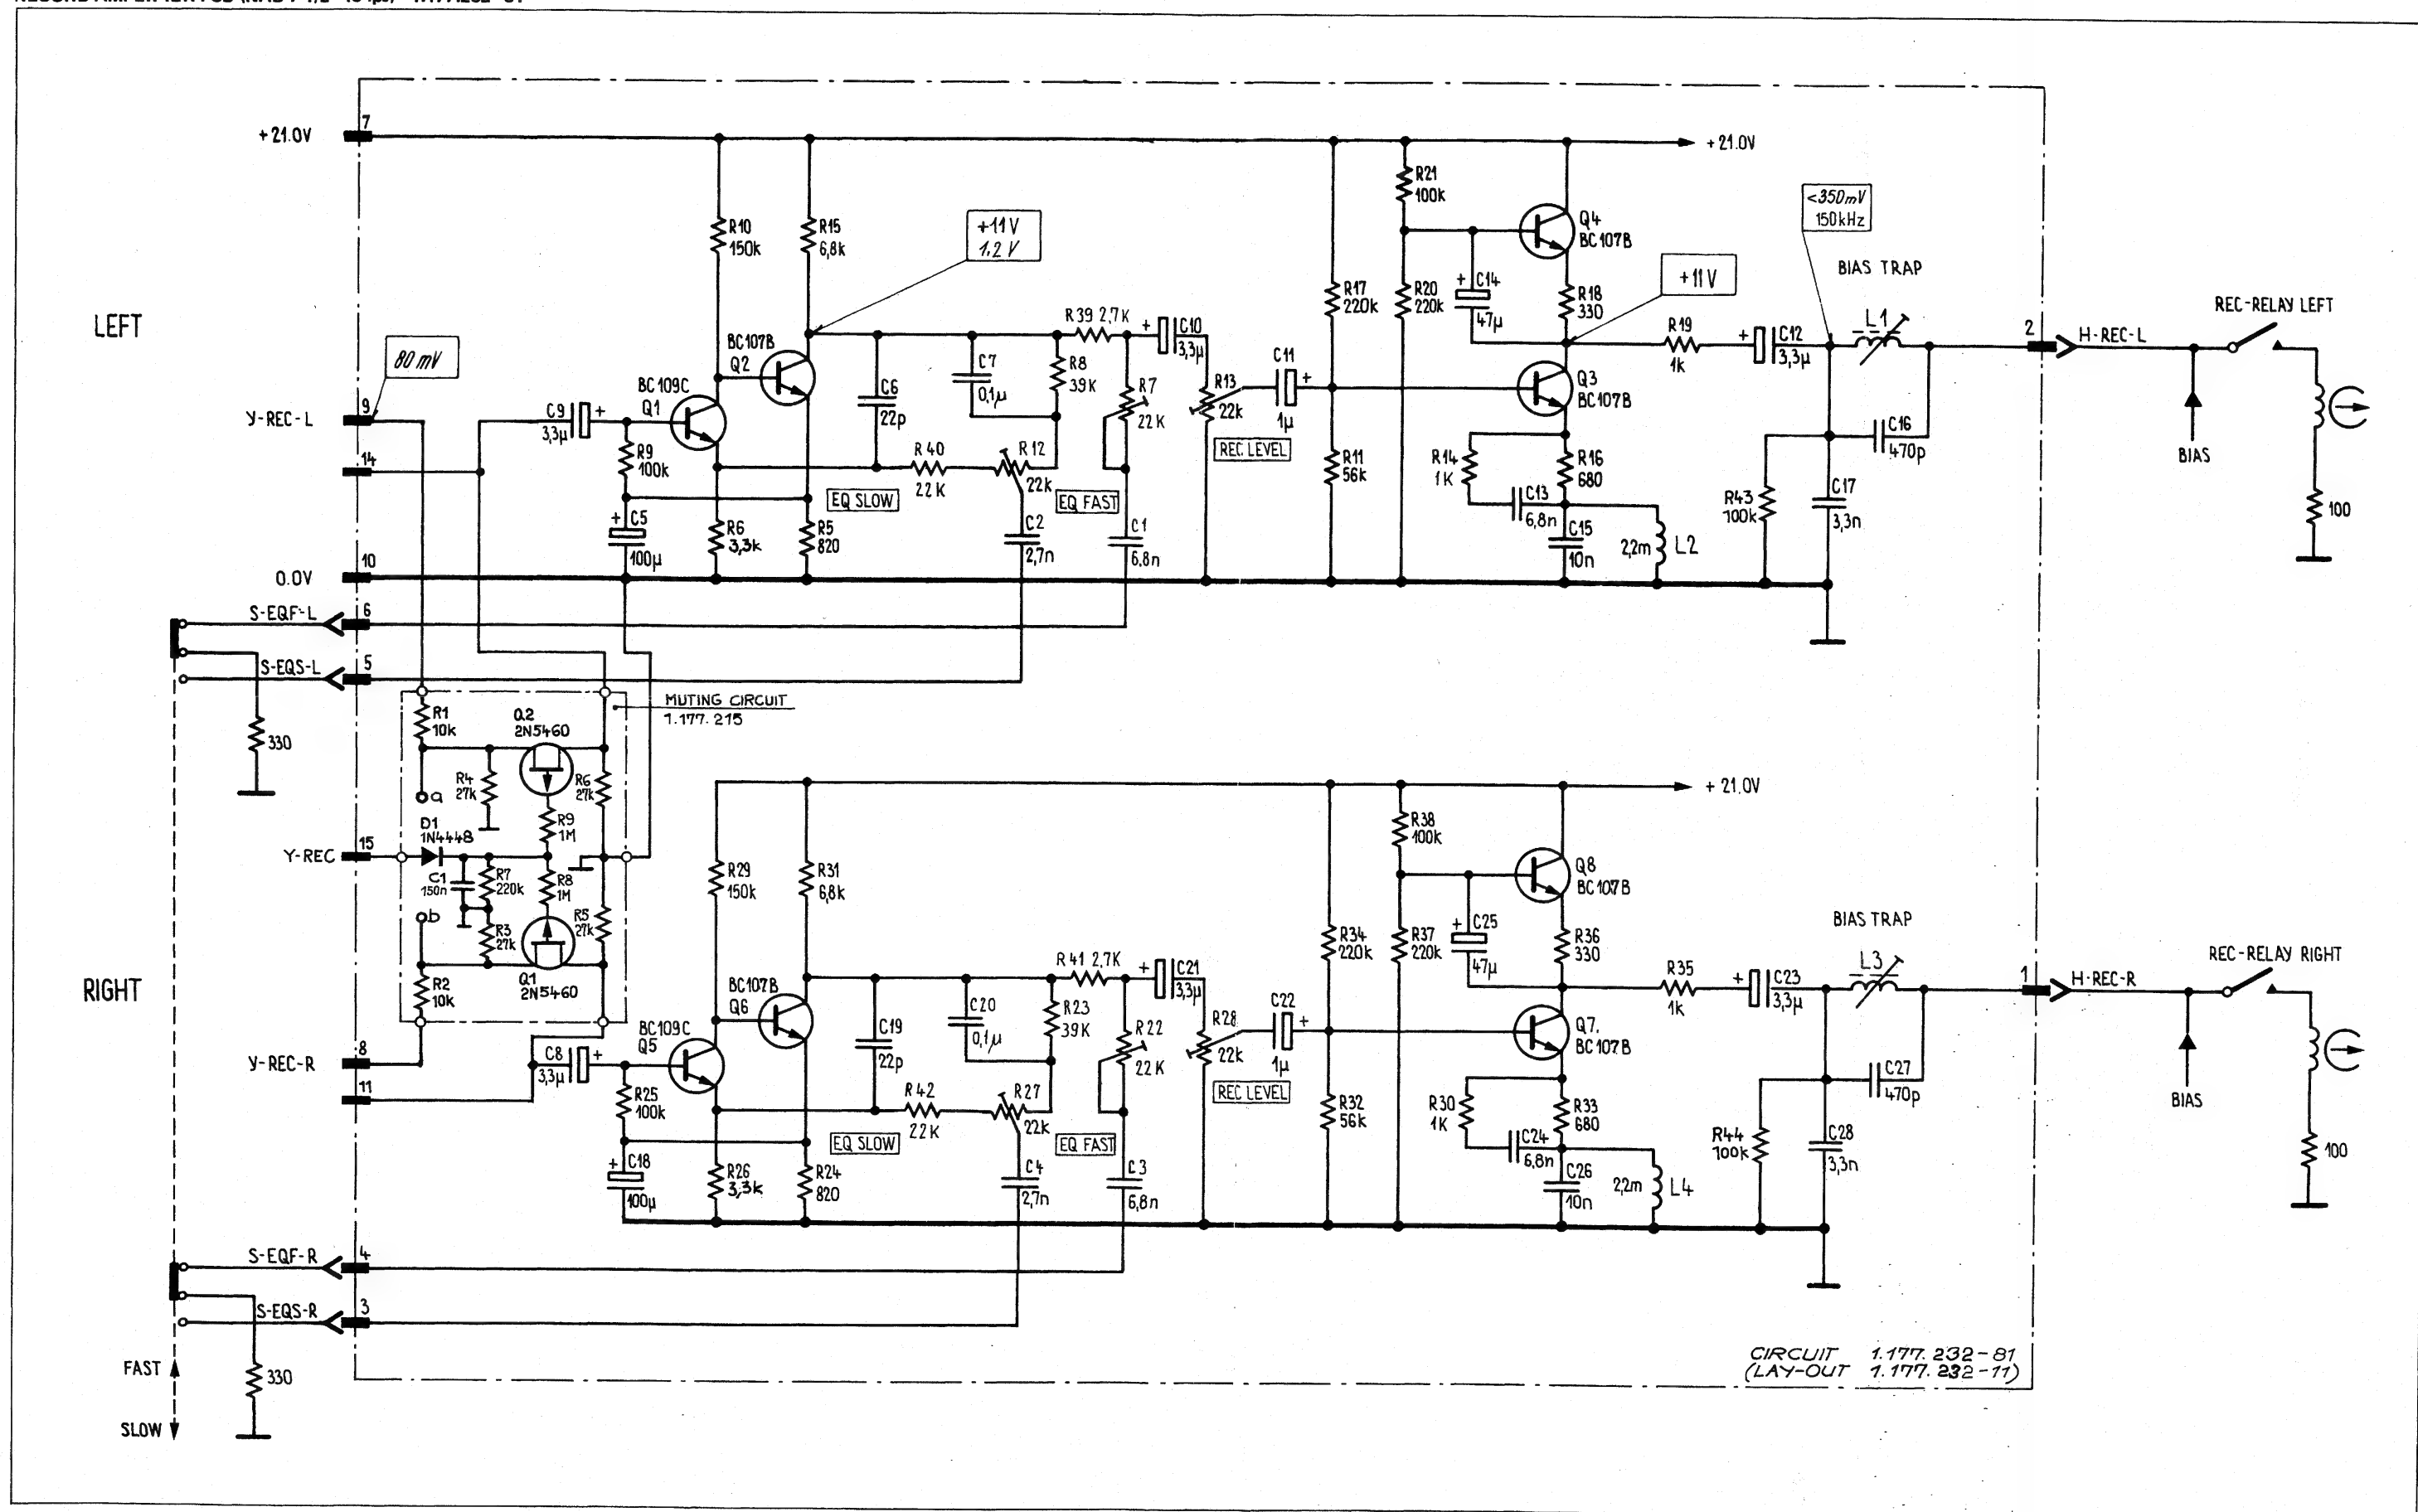 +21.0V
7
+21.0V
R10
150k
R15
6,8k
+11V
1.2V
R21
100k
Q4
BC107B
<350mV
150kHz
BIAS TRAP
+11V
REC-RELAY LEFT
LEFT
R17
220k
R20
220k
+
C14
47μ
R18
330
80 mV
BC107B
Q2
R39 2,7K
+
C10
3,3μ
R19
1k
+
C12
3,3μ
L1
2
H-REC-L
Y-REC-L
9
14
C9
3,3μ
+
BC109C
Q1
C6
22p
C7
0,1μ
R8
39K
R7
22K
R13
22k
C11
+
1μ
Q3
BC107B
REC LEVEL
R9
100k
R40
22K
R12
22k
EQ SLOW
EQ FAST
R11
56k
R14
1K
R16
680
C16
470p
BIAS
R43
100k
C17
3,3n
100
+
C5
100μ
R6
3,3k
R5
820
C2
2,7n
C1
6,8n
C13
6,8n
C15
10n
2,2m
L2
0.0V
10
S-EQF-L
6
S-EQS-L
5
330
MUTING CIRCUIT
1.177.215
R1
10k
Q2
2N5460
R4
27k
R6
27k
a
R9
1M
D1
1N4448
Y-REC
15
C1
150n
R7
220k
R8
1M
b
R3
27k
R5
27k
R2
10k
Q1
2N5460
RIGHT
Y-REC-R
8
11
+21.0V
R29
150k
R31
6,8k
R38
100k
Q8
BC107B
BIAS TRAP
REC-RELAY RIGHT
R34
220k
R37
220k
+
C25
47μ
R36
330
BC107B
Q6
R41 2,7K
+
C21
3,3μ
R35
1k
+
C23
3,3μ
L3
1
H-REC-R
C8
3,3μ
+
BC109C
Q5
C19
22p
C20
0,1μ
R23
39K
R22
22K
R28
22k
C22
+
1μ
Q7.
BC107B
REC LEVEL
R25
100k
R42
22K
R27
22k
EQ SLOW
EQ FAST
R32
56k
R30
1K
R33
680
C27
470p
BIAS
R44
100k
C28
3,3n
100
+
C18
100μ
R26
3,3k
R24
820
C4
2,7n
C3
6,8n
C24
6,8n
C26
10n
2,2m
L4
S-EQF-R
4
S-EQS-R
3
FAST
330
SLOW
CIRCUIT 1.177.232-81
(LAY-OUT 1.177.232-11)